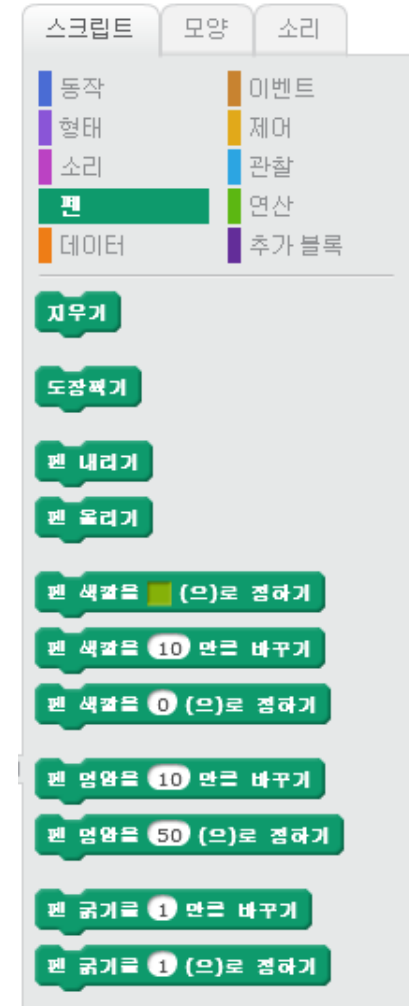 스크립트 모양 소리
동작 이벤트
형태 제어
소리 관찰
펜 연산
데이터 추가 블록
지우기
도장찍기
펜 내리기
펜 올리기
펜 색깔을 (으)로 정하기
펜 색깔을 10 만큼 바꾸기
펜 색깔을 0 (으)로 정하기
펜 명암을 10 만큼 바꾸기
펜 명암을 50 (으)로 정하기
펜 굵기를 1 만큼 바꾸기
펜 굵기를 1 (으)로 정하기